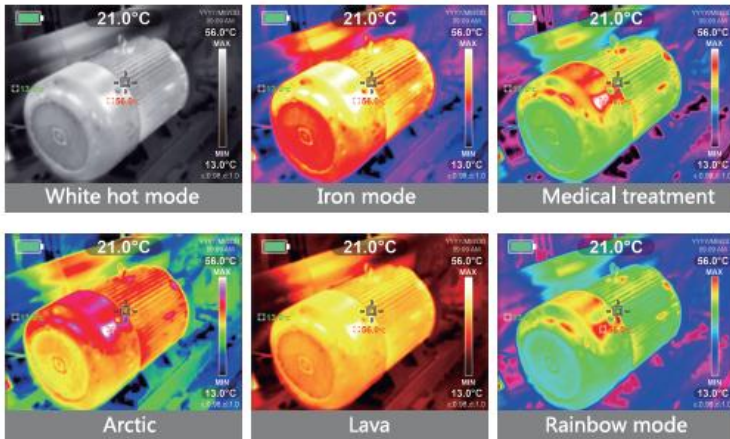 21.0°C
56.0°C
MAX
MIN
13.0°C
White hot mode
21.0°C
56.0°C
MAX
MIN
13.0°C
Iron mode
21.0°C
56.0°C
MAX
MIN
13.0°C
Medical treatment
21.0°C
56.0°C
MAX
MIN
13.0°C
Arctic
21.0°C
56.0°C
MAX
MIN
13.0°C
Lava
21.0°C
56.0°C
MAX
MIN
13.0°C
Rainbow mode